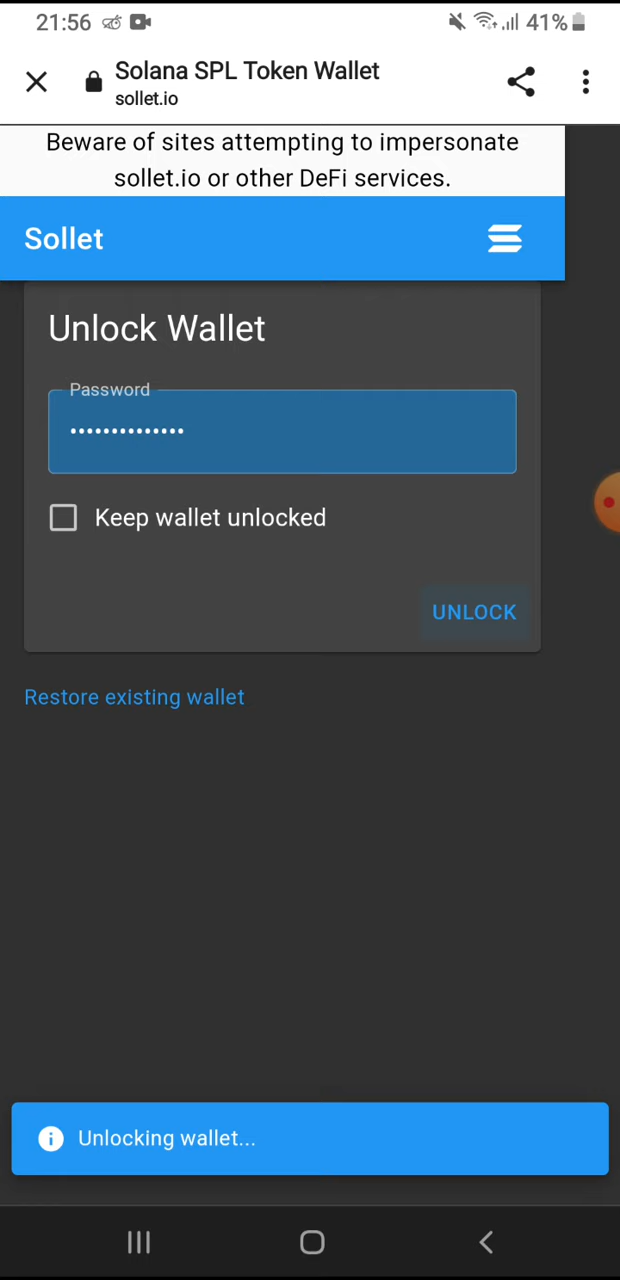 21:56 41%
Solana SPL Token Wallet
sollet.io
Beware of sites attempting to impersonate
sollet.io or other DeFi services.
Sollet
Unlock Wallet
Password
••••••••••••••
Keep wallet unlocked
UNLOCK
Restore existing wallet
Unlocking wallet...